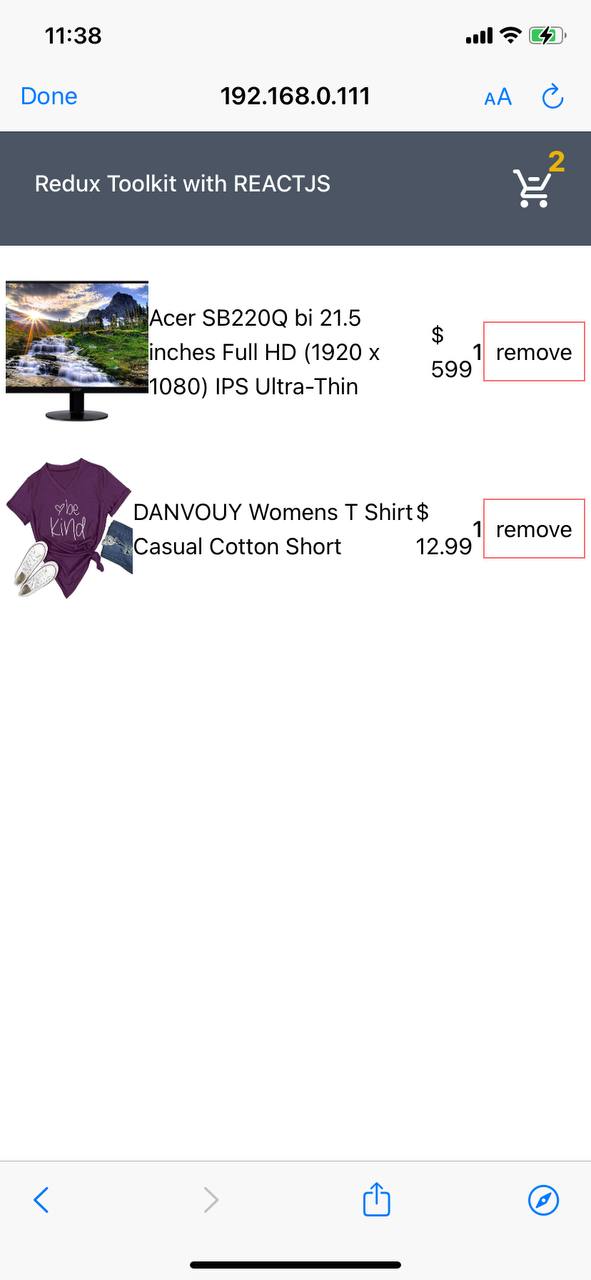 11:38
Done 192.168.0.111 AA
Redux Toolkit with REACTJS 2
Acer SB220Q bi 21.5
inches Full HD (1920 x
1080) IPS Ultra-Thin
$
599
1
remove
be
Kind
DANVOUY Womens T Shirt
Casual Cotton Short
$
12.99
1
remove